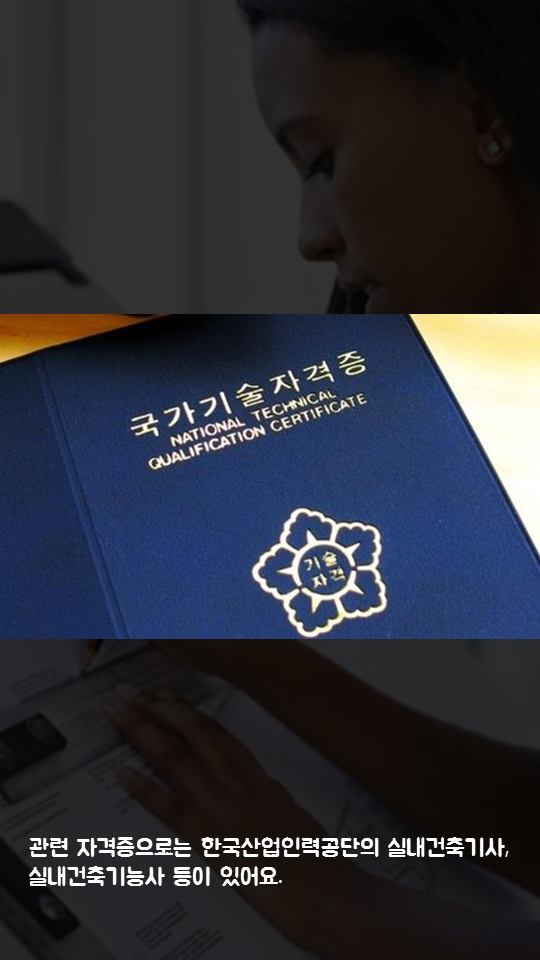 국가기술자격증
NATIONAL TECHNICAL
QUALIFICATION CERTIFICATE
기술
자격
관련 자격증으로는 한국산업인력공단의 실내건축기사,
실내건축기능사 등이 있어요.